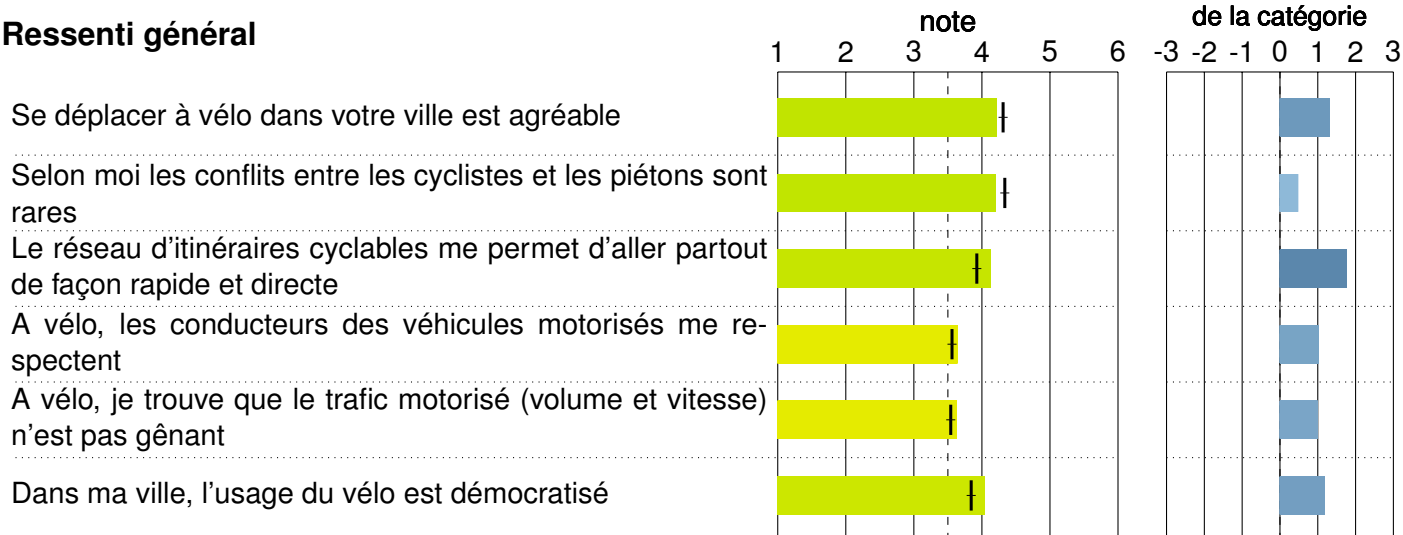 Ressenti général
note
de la catégorie
1 2 3 4 5 6
-3 -2 -1 0 1 2 3
Se déplacer à vélo dans votre ville est agréable
Selon moi les conflits entre les cyclistes et les piétons sont
rares
Le réseau d'itinéraires cyclables me permet d'aller partout
de façon rapide et directe
A vélo, les conducteurs des véhicules motorisés me re-
spectent
A vélo, je trouve que le trafic motorisé (volume et vitesse)
n'est pas gênant
Dans ma ville, l'usage du vélo est démocratisé